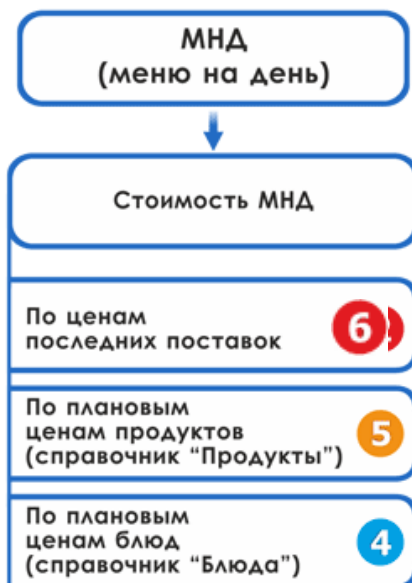 МНД
(меню на день)
Стоимость МНД
По ценам
последних поставок
6
По плановым
ценам продуктов
(справочник "Продукты")
5
По плановым
ценам блюд
(справочник "Блюда")
4